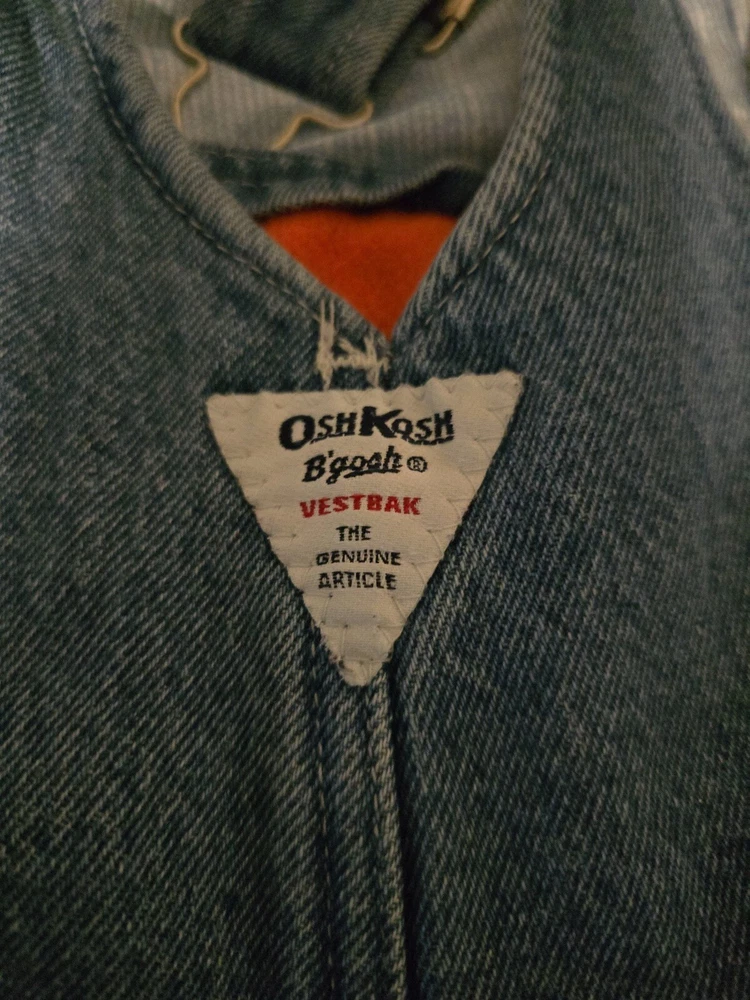 OSHKOSH
B'gosh ®
VESTBAK
THE
GENUINE
ARTICLE